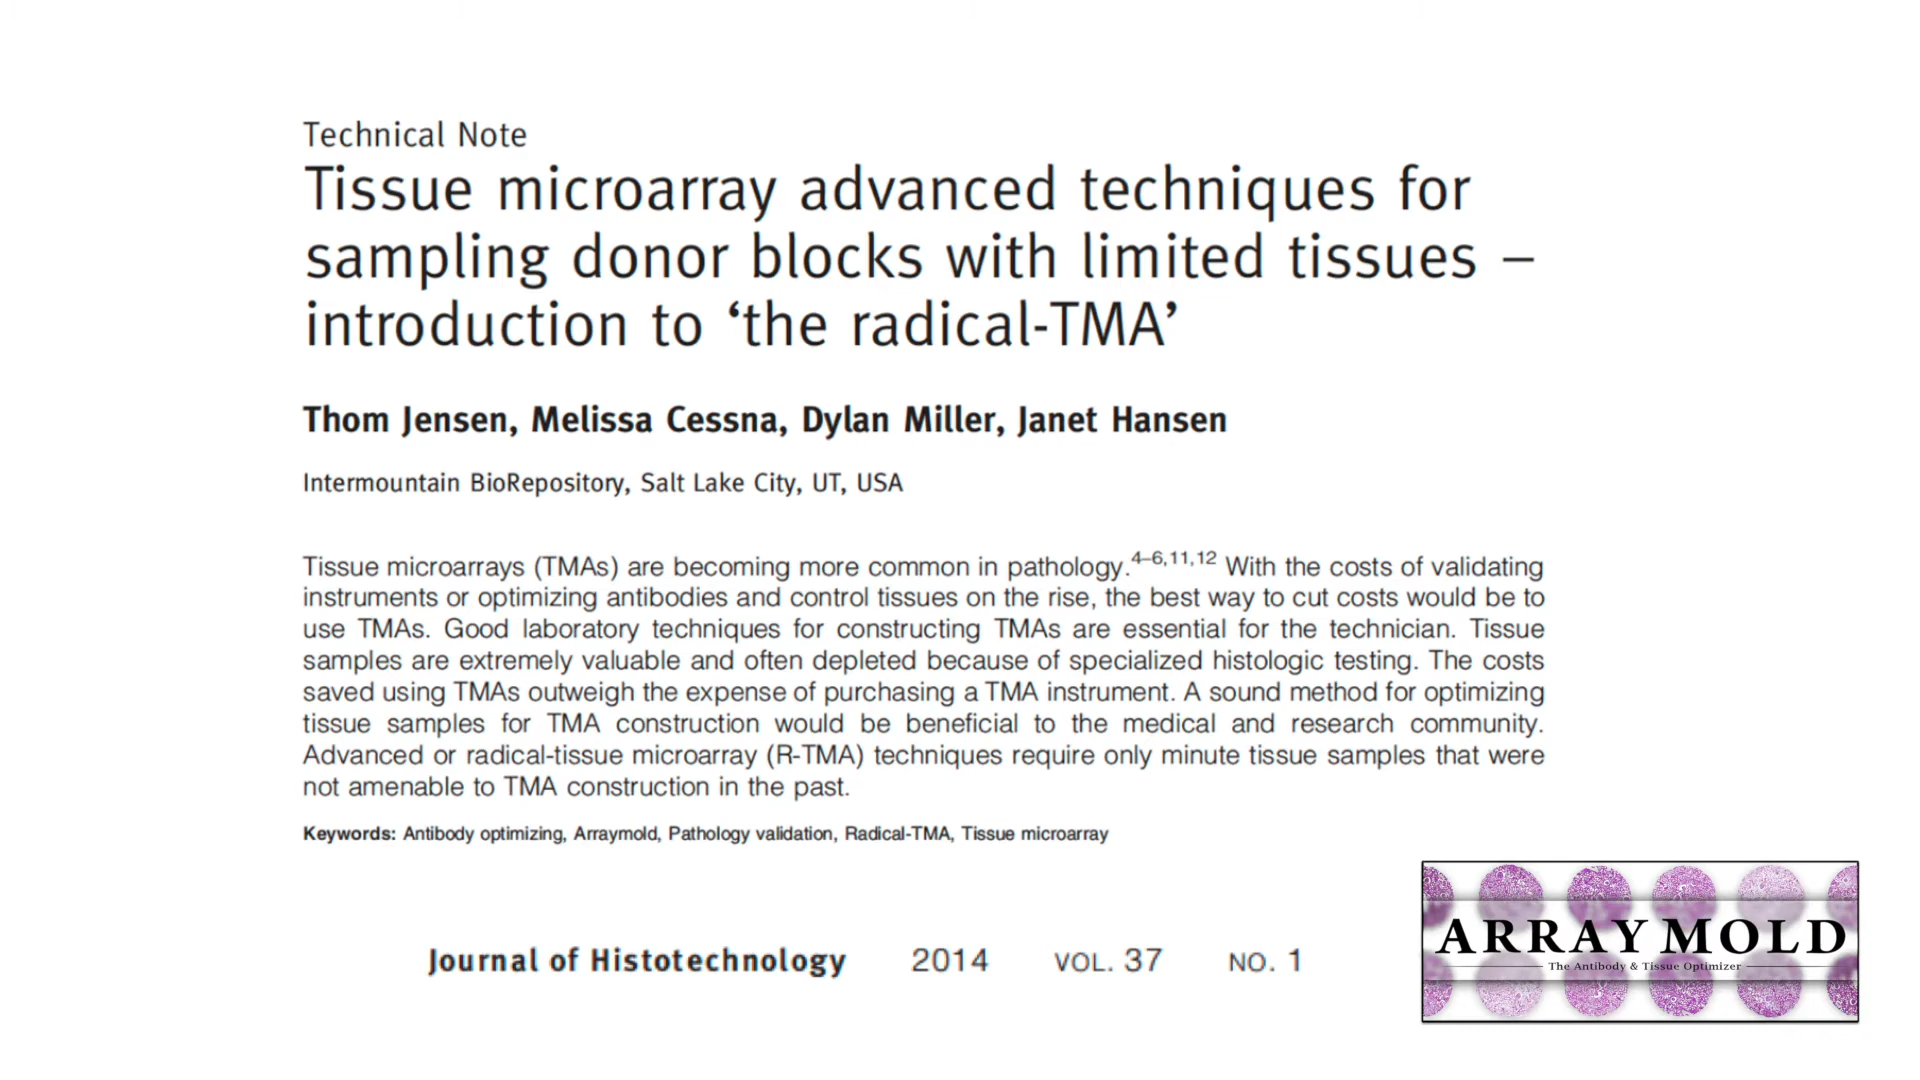 Technical Note
Tissue microarray advanced techniques for
sampling donor blocks with limited tissues –
introduction to ‘the radical-TMA’
Thom Jensen, Melissa Cessna, Dylan Miller, Janet Hansen
Intermountain BioRepository, Salt Lake City, UT, USA
Tissue microarrays (TMAs) are becoming more common in pathology.4–6,11,12 With the costs of validating
instruments or optimizing antibodies and control tissues on the rise, the best way to cut costs would be to
use TMAs. Good laboratory techniques for constructing TMAs are essential for the technician. Tissue
samples are extremely valuable and often depleted because of specialized histologic testing. The costs
saved using TMAs outweigh the expense of purchasing a TMA instrument. A sound method for optimizing
tissue samples for TMA construction would be beneficial to the medical and research community.
Advanced or radical-tissue microarray (R-TMA) techniques require only minute tissue samples that were
not amenable to TMA construction in the past.
Keywords: Antibody optimizing, Arraymold, Pathology validation, Radical-TMA, Tissue microarray
Journal of Histotechnology 2014 VOL. 37 NO. 1
ARRAY MOLD
The Antibody & Tissue Optimizer